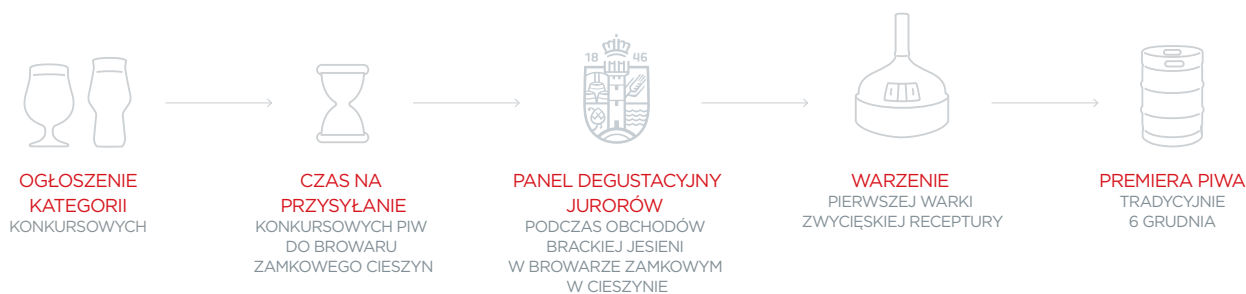 18 46
OGŁOSZENIE
KATEGORII
KONKURSOWYCH
CZAS NA
PRZYSYŁANIE
KONKURSOWYCH PIW
DO BROWARU
ZAMKOWEGO CIESZYN
PANEL DEGUSTACYJNY
JURORÓW
PODCZAS OBCHODÓW
BRACKIEJ JESIENI
W BROWARZE ZAMKOWYM
W CIESZYNIE
WARZENIE
PIERWSZEJ WARKI
ZWYCIĘSKIEJ RECEPTURY
PREMIERA PIWA
TRADYCYJNIE
6 GRUDNIA